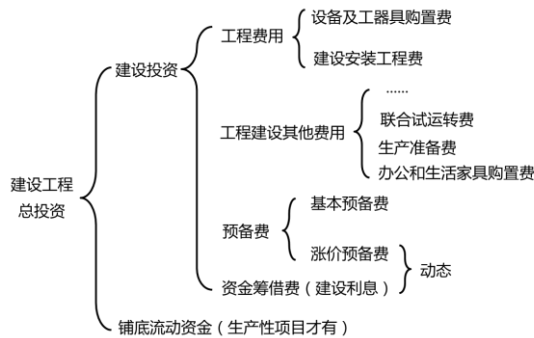 建设工程
总投资
建设投资
工程费用
设备及工器具购置费
建设安装工程费
工程建设其他费用
······
联合试运转费
生产准备费
办公和生活家具购置费
预备费
基本预备费
涨价预备费
资金筹借费（建设利息）
动态
铺底流动资金（生产性项目才有）